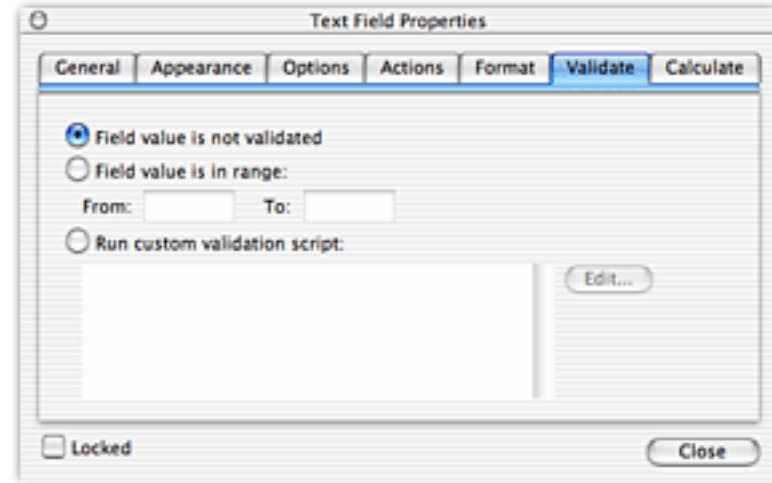 Text Field Properties
General Appearance Options Actions Format Validate Calculate
Field value is not validated
Field value is in range:
From: To:
Run custom validation script:
Edit...
Locked
Close